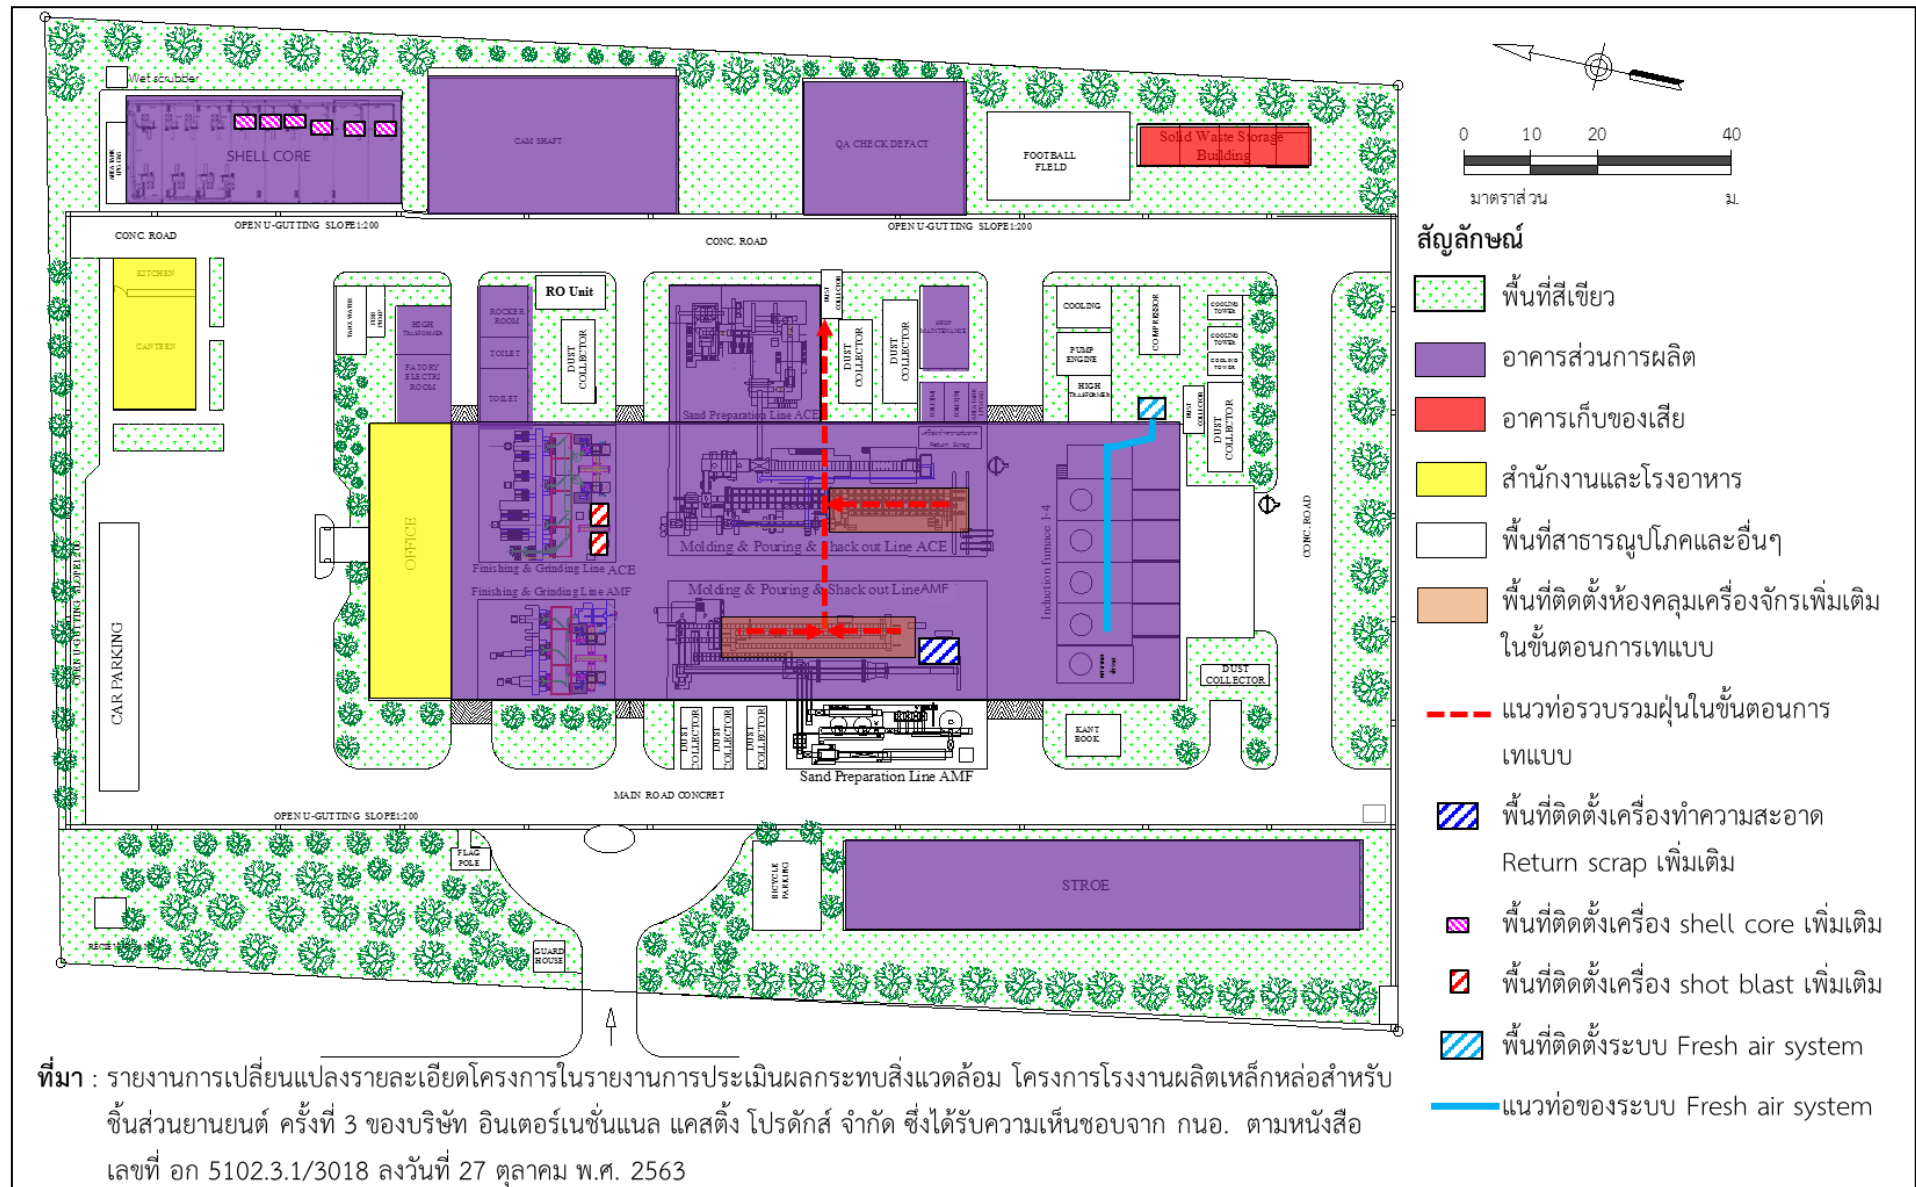 Wet scrubber
SHELL CORE
CAM SHAFT
QA CHECK DEFACT
FOOTBALL
FLELD
Solid Waste Storage
Building
0 10 20 40
มาตราส่วน ม.
OPEN U-GUTTING SLOPE1:200
OPEN U-GUTTING SLOPE1:200
CONC. ROAD
CONC. ROAD
KITCHEN
CANTEEN
HIGH
TRANSFORMER
FATORY
ELECTRI
ROOM
ROCKER
ROOM
TOILET
TOILET
RO Unit
DUST
COLLECTOR
Sand Preparation Line ACE
DUST
COLLECTOR
DUST
COLLECTOR
DUST
COLLECTOR
SHOP
MAINTENANCE
COOLING
PUMP
ENGINE
HIGH
TRANSFORMER
COMPRESSOR
COOLING
TOWER
COOLING
TOWER
COOLING
TOWER
DUST
COLLECTOR
DUST
COLLECTOR
Return Scrap
OFFICE
Finishing & Grinding Line ACE
Finishing & Grinding Line AMF
Molding & Pouring & Shack out Line ACE
Molding & Pouring & Shack out LineAMF
Induction furnace 1-4
CONC. ROAD
CAR PARKING
OPEN U-GUTTING SLOPE1:200
DUST
COLLECTOR
DUST
COLLECTOR
DUST
COLLECTOR
DUST
COLLECTOR
Sand Preparation Line AMF
KANT
BOOK
MAIN ROAD CONCRET
OPEN U-GUTTING SLOPE1:200
FLAG
POLE
BICYCLE
PARKING
STROE
GUARD
HOUSE
สัญลักษณ์
พื้นที่สีเขียว
อาคารส่วนการผลิต
อาคารเก็บของเสีย
สำนักงานและโรงอาหาร
พื้นที่สาธารณูปโภคและอื่นๆ
พื้นที่ติดตั้งห้องคลุมเครื่องจักรเพิ่มเติม
ในขั้นตอนการเทแบบ
แนวท่อรวบรวมฝุ่นในขั้นตอนการ
เทแบบ
พื้นที่ติดตั้งเครื่องทำความสะอาด
Return scrap เพิ่มเติม
พื้นที่ติดตั้งเครื่อง shell core เพิ่มเติม
พื้นที่ติดตั้งเครื่อง shot blast เพิ่มเติม
พื้นที่ติดตั้งระบบ Fresh air system
แนวท่อของระบบ Fresh air system
ที่มา : รายงานการเปลี่ยนแปลงรายละเอียดโครงการในรายงานการประเมินผลกระทบสิ่งแวดล้อม โครงการโรงงานผลิตเหล็กหล่อสำหรับ
ชิ้นส่วนยานยนต์ ครั้งที่ 3 ของบริษัท อินเตอร์เนชั่นแนล แคสติ้ง โปรดักส์ จำกัด ซึ่งได้รับความเห็นชอบจาก กนอ. ตามหนังสือ
เลขที่ อก 5102.3.1/3018 ลงวันที่ 27 ตุลาคม พ.ศ. 2563